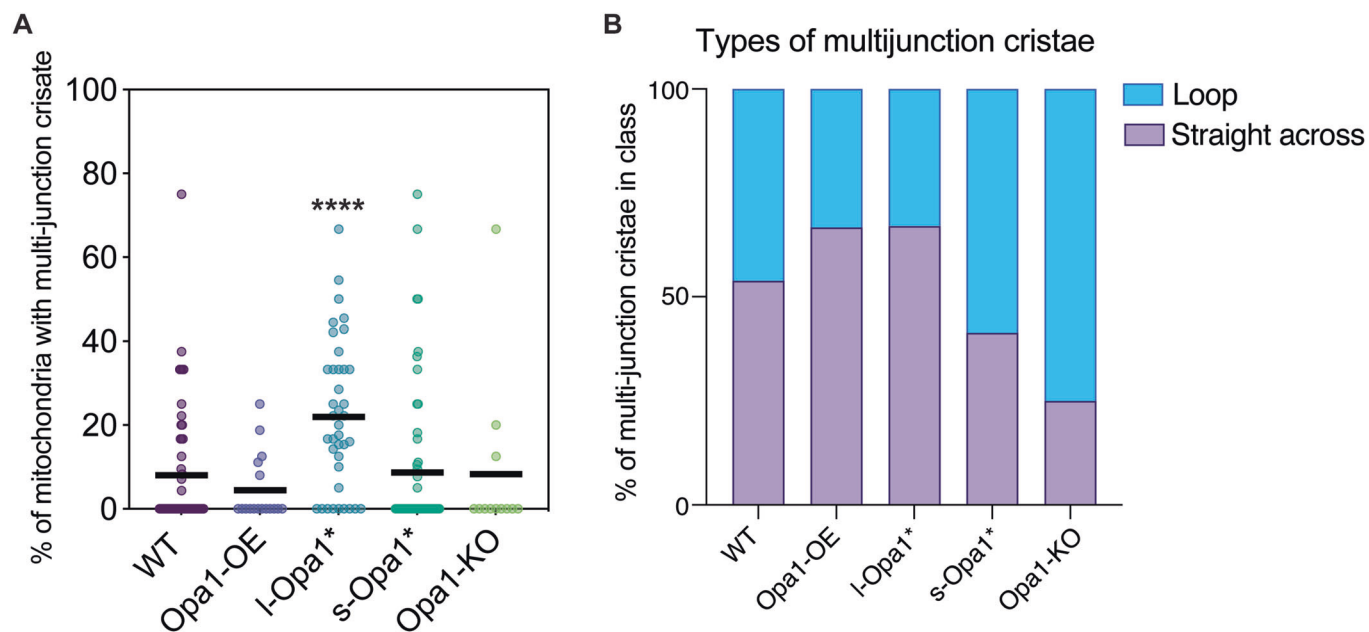 A
% of mitochondria with multi-junction crisate
100
80
60
40
20
0
****
WT
Opa1-OE
l-Opa1*
s-Opa1*
Opa1-KO
B
Types of multijunction cristae
% of multi-junction cristae in class
100
50
0
WT
Opa1-OE
l-Opa1*
s-Opa1*
Opa1-KO
Loop
Straight across